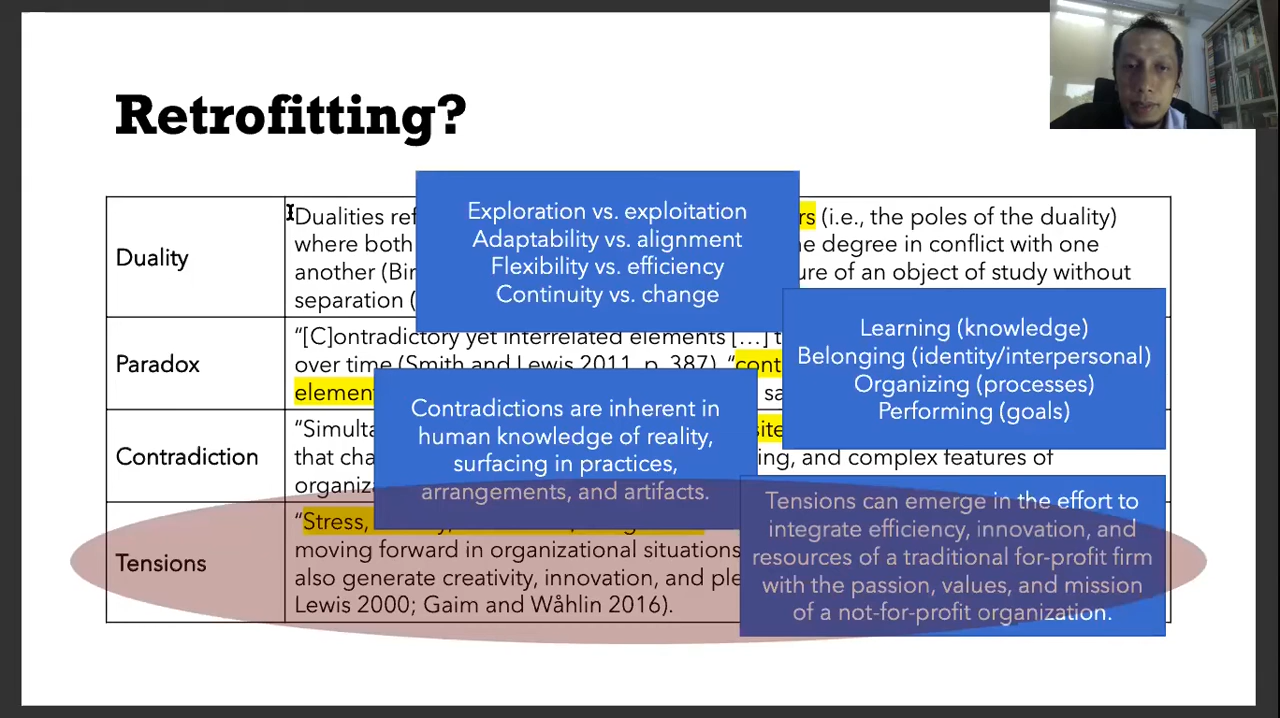 Retrofitting?
Duality
Dualities ref
rs (i.e., the poles of the duality)
where both
degree in conflict with one
another (Bir
ure of an object of study without
separation (
Exploration vs. exploitation
Adaptability vs. alignment
Flexibility vs. efficiency
Continuity vs. change
Paradox
“[C]ontradictory yet interrelated elements […] t
over time (Smith and Lewis 2011, p. 387). “cont
element
sa
Learning (knowledge)
Belonging (identity/interpersonal)
Organizing (processes)
Performing (goals)
Contradiction
“Simulta
site
that cha
ing, and complex features of
organiza
Contradictions are inherent in
human knowledge of reality,
surfacing in practices,
arrangements, and artifacts.
Tensions
“Stress,
moving forward in organizational situations
also generate creativity, innovation, and ple
Lewis 2000; Gaim and Wåhlin 2016).
Tensions can emerge in the effort to
integrate efficiency, innovation, and
resources of a traditional for-profit firm
with the passion, values, and mission
of a not-for-profit organization.